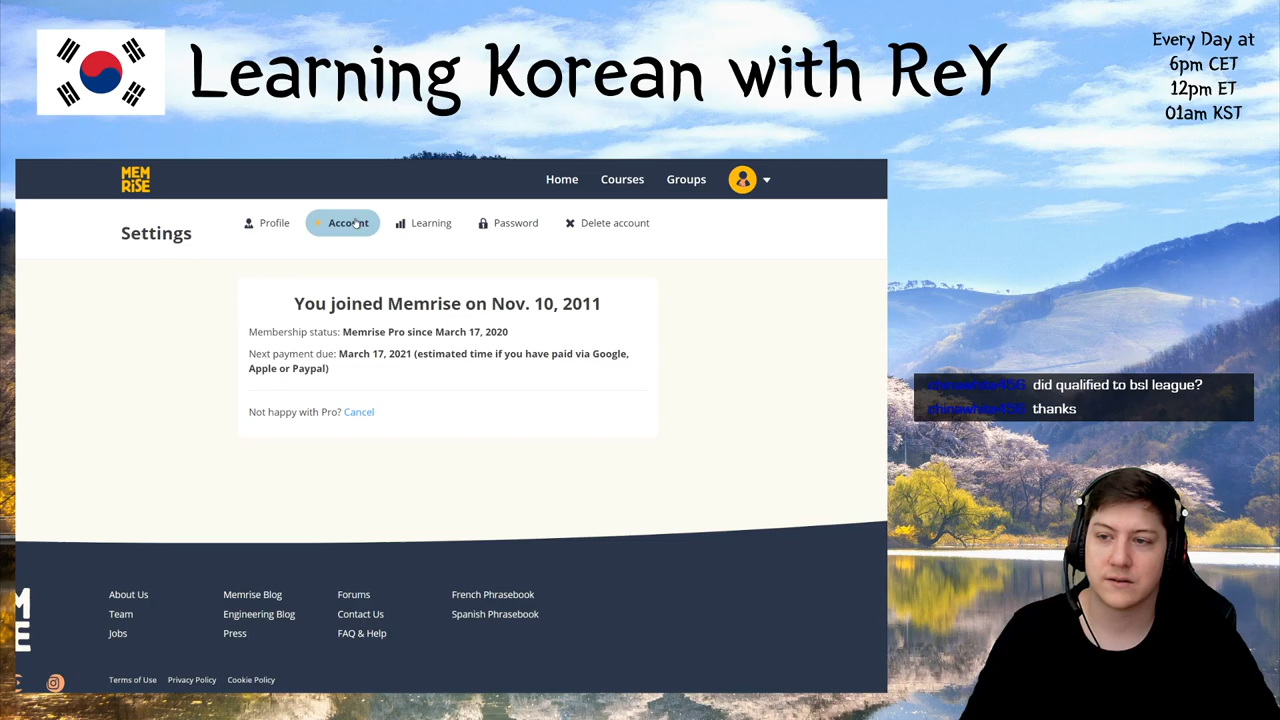 Learning Korean with ReY
Every Day at
6pm CET
12pm ET
01am KST
MEM
RiSE
Home
Courses
Groups
Settings
Profile
Account
Learning
Password
Delete account
You joined Memrise on Nov. 10, 2011
Membership status: Memrise Pro since March 17, 2020
Next payment due: March 17, 2021 (estimated time if you have paid via Google,
Apple or Paypal)
Not happy with Pro? Cancel
chinawhite456 did qualified to bsl league?
chinawhite456 thanks
About Us
Team
Jobs
Memrise Blog
Engineering Blog
Press
Forums
Contact Us
FAQ & Help
French Phrasebook
Spanish Phrasebook
Terms of Use
Privacy Policy
Cookie Policy